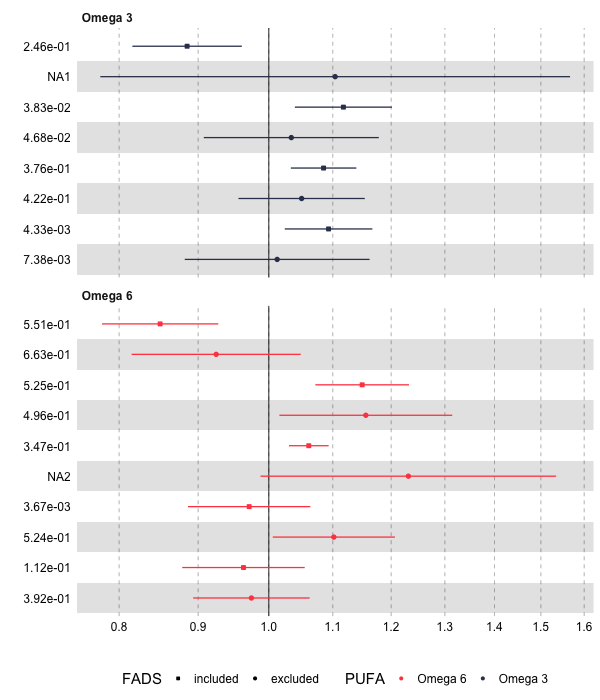 Omega 3
2.46e-01
NA1
3.83e-02
4.68e-02
3.76e-01
4.22e-01
4.33e-03
7.38e-03
Omega 6
5.51e-01
6.63e-01
5.25e-01
4.96e-01
3.47e-01
NA2
3.67e-03
5.24e-01
1.12e-01
3.92e-01
0.8 0.9 1.0 1.1 1.2 1.3 1.4 1.5 1.6
FADS included excluded PUFA Omega 6 Omega 3